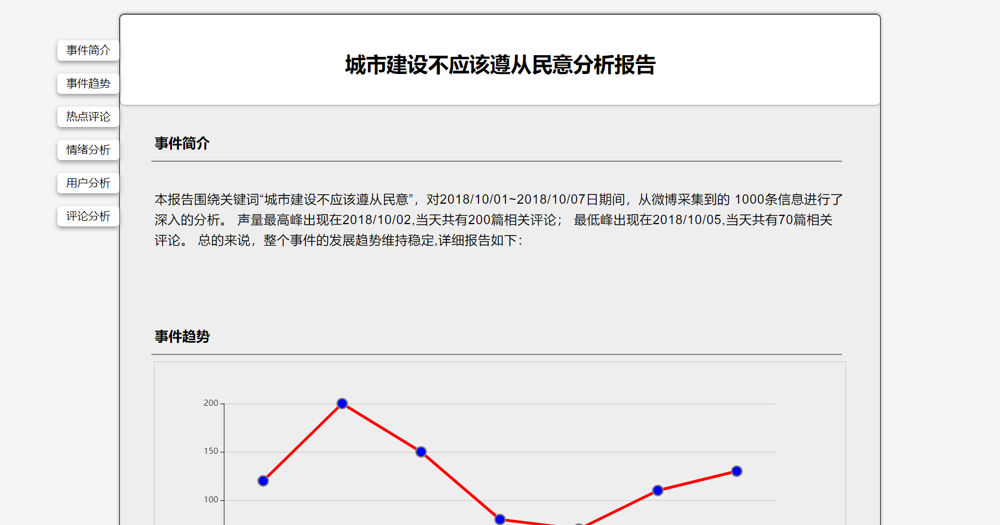 事件简介
事件趋势
热点评论
情绪分析
用户分析
评论分析
城市建设不应该遵从民意分析报告
事件简介
本报告围绕关键词“城市建设不应该遵从民意”，对2018/10/01~2018/10/07日期间，从微博采集到的 1000条信息进行了
深入的分析。 声量最高峰出现在2018/10/02,当天共有200篇相关评论； 最低峰出现在2018/10/05,当天共有70篇相关
评论。 总的来说，整个事件的发展趋势维持稳定,详细报告如下：
事件趋势
200
150
100